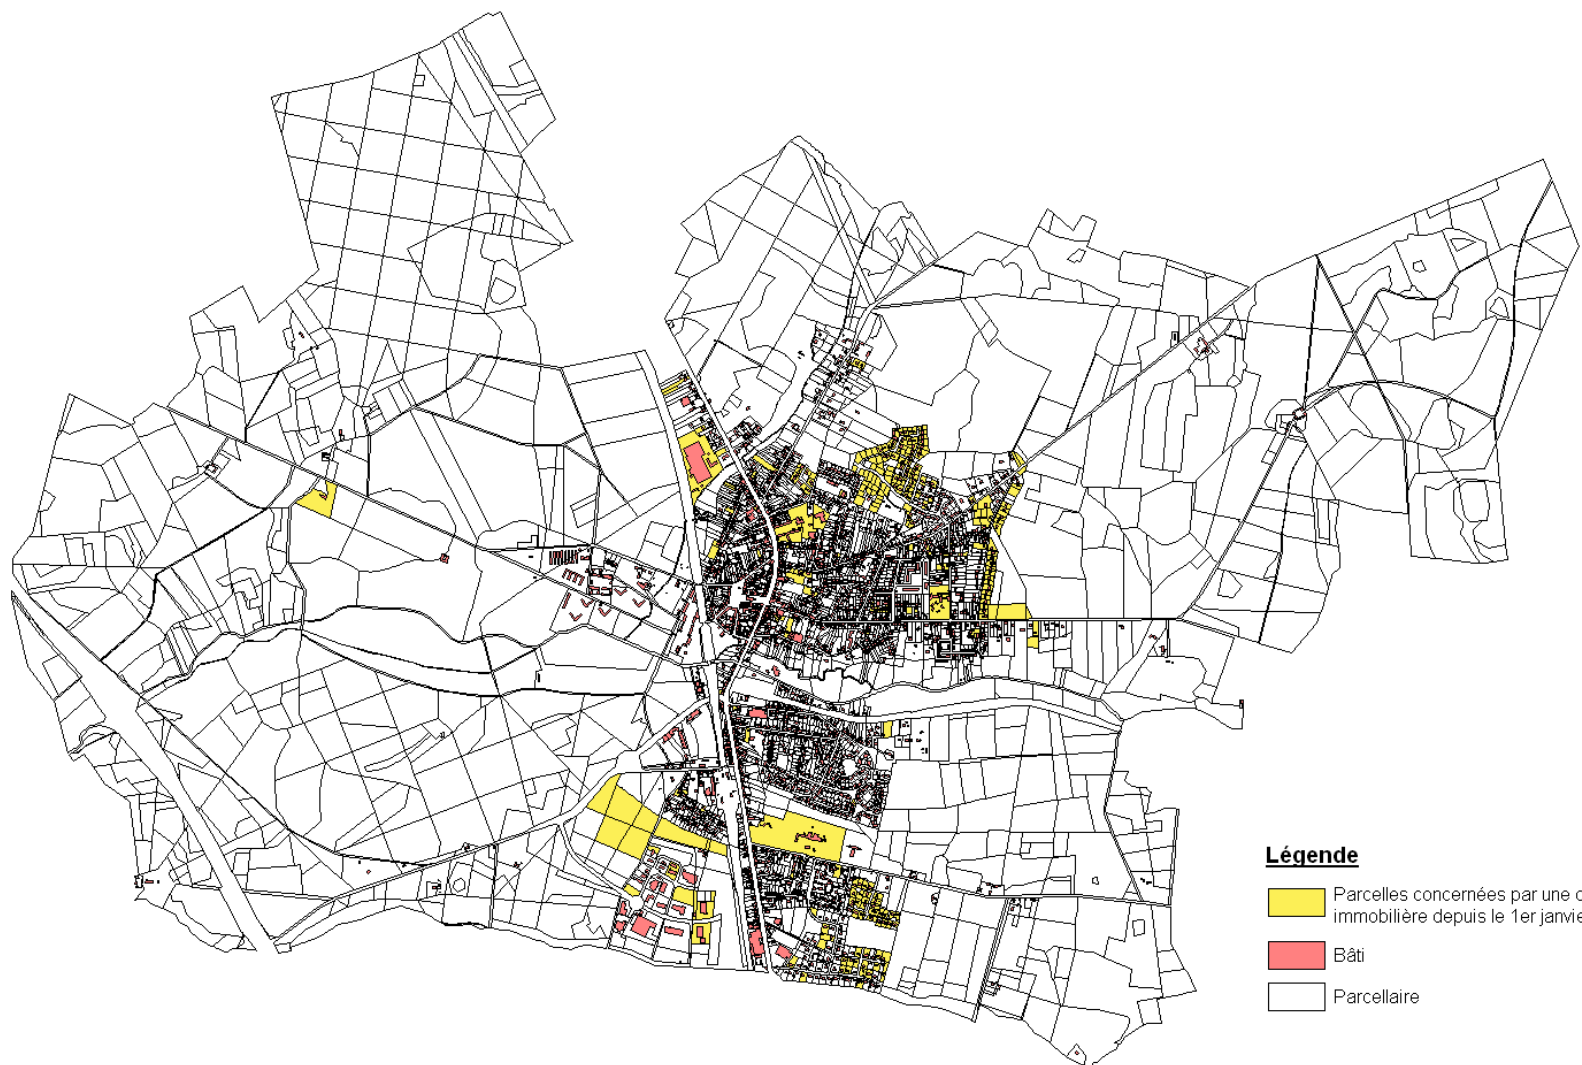 Légende
Parcelles concernées par une
immobilière depuis le 1er
Bâti
Parcellaire